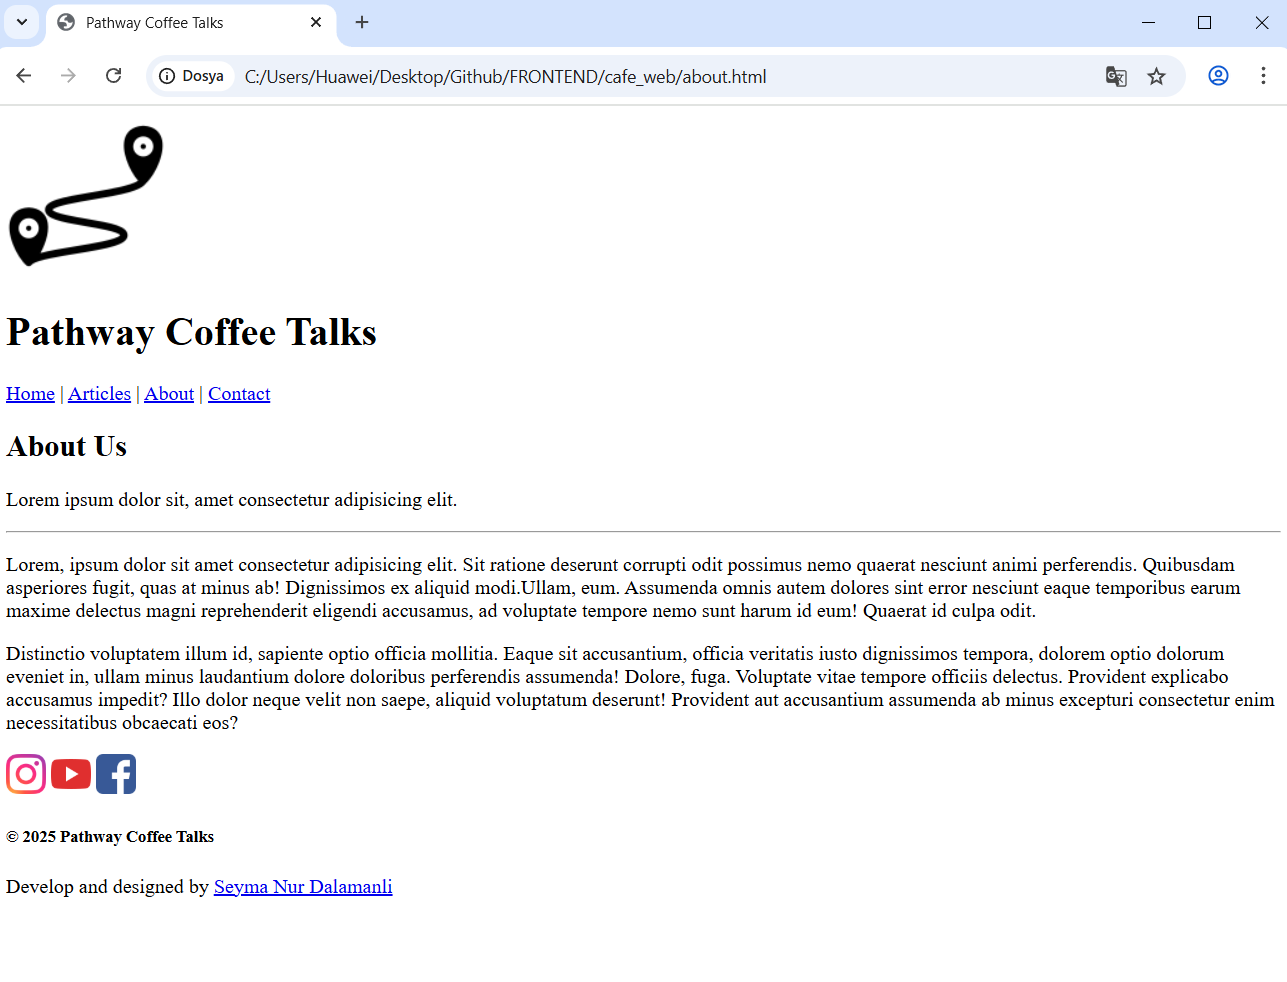 Pathway Coffee Talks
Dosya
C:/Users/Huawei/Desktop/Github/FRONTEND/cafe_web/about.html
Pathway Coffee Talks
Home | Articles | About | Contact
About Us
Lorem ipsum dolor sit, amet consectetur adipisicing elit.
Lorem, ipsum dolor sit amet consectetur adipisicing elit. Sit ratione deserunt corrupti odit possimus nemo quaerat nesciunt animi perferendis. Quibusdam
asperiores fugit, quas at minus ab! Dignissimos ex aliquid modi.Ullam, eum. Assumenda omnis autem dolores sint error nesciunt eaque temporibus earum
maxime delectus magni reprehenderit eligendi accusamus, ad voluptate tempore nemo sunt harum id eum! Quaerat id culpa odit.
Distinctio voluptatem illum id, sapiente optio officia mollitia. Eaque sit accusantium, officia veritatis iusto dignissimos tempora, dolorem optio dolorum
eveniet in, ullam minus laudantium dolore doloribus perferendis assumenda! Dolore, fuga. Voluptate vitae tempore officiis delectus. Provident explicabo
accusamus impedit? Illo dolor neque velit non saepe, aliquid voluptatum deserunt! Provident aut accusantium assumenda ab minus excepturi consectetur enim
necessitatibus obcaecati eos?
© 2025 Pathway Coffee Talks
Develop and designed by Seyma Nur Dalamanli